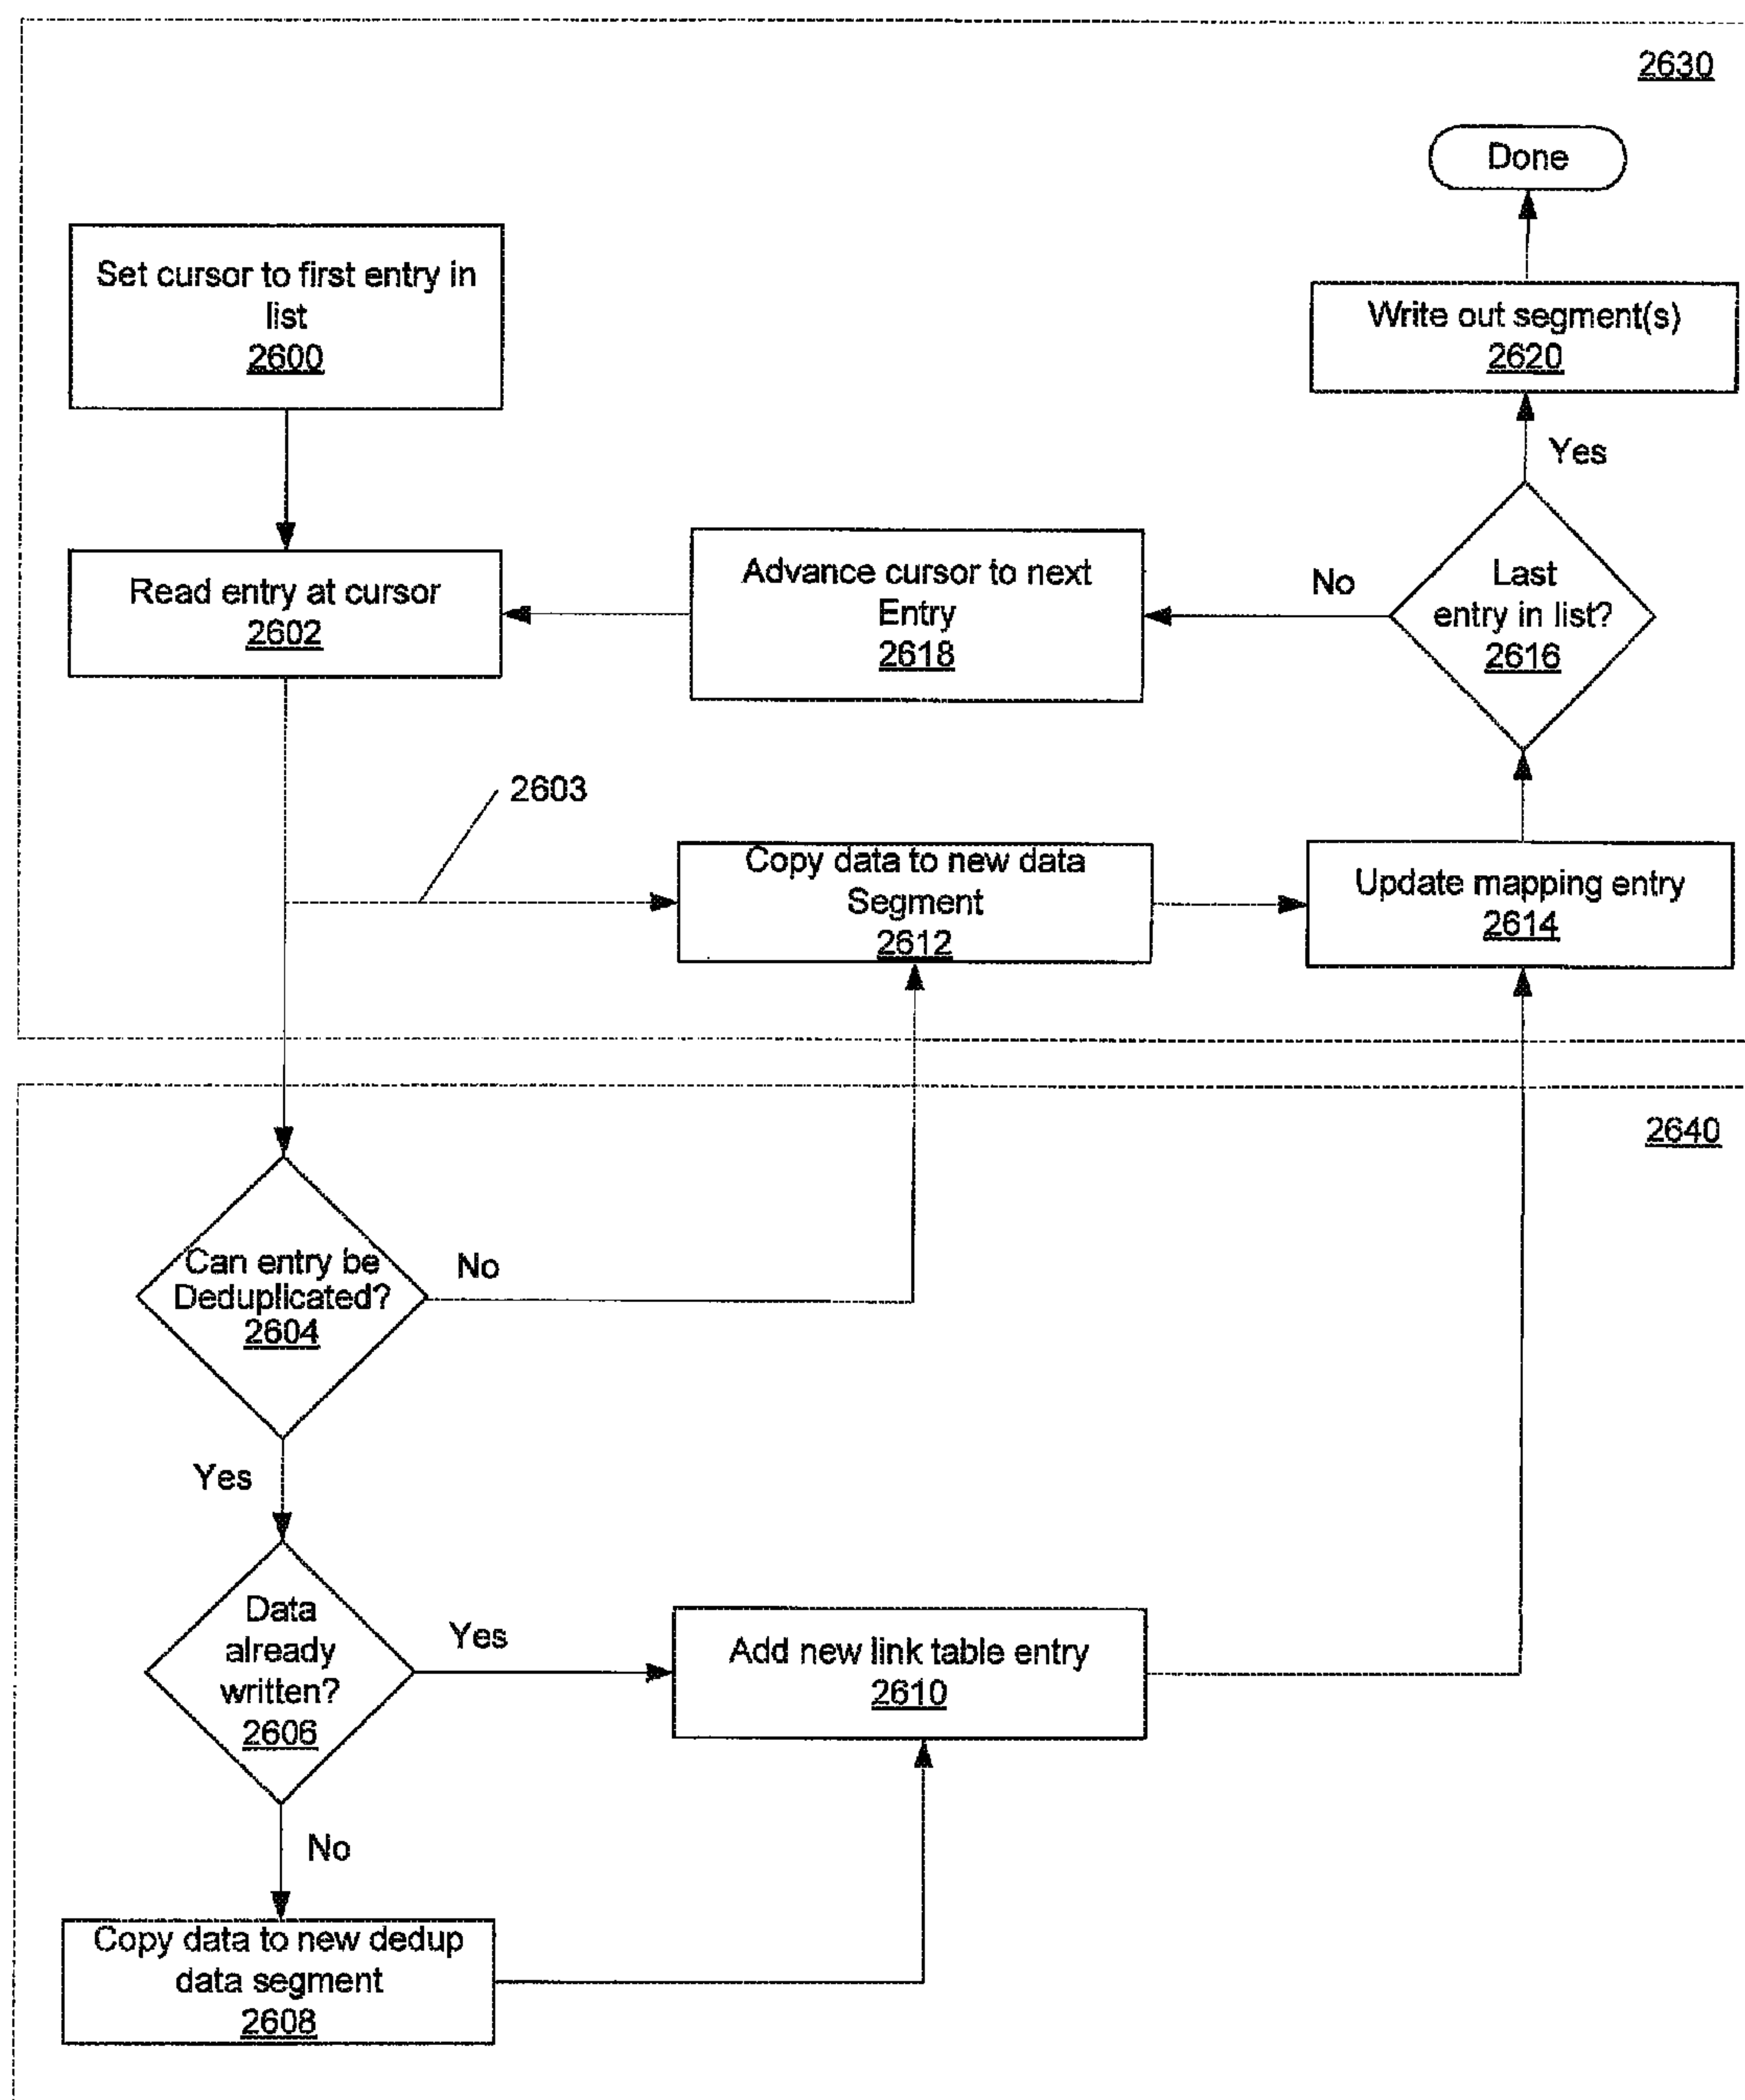 2630
Done
Set cursor to first entry in
list
2600
Write out segment(s)
2620
Yes
Read entry at cursor
2602
Advance cursor to next
Entry
2618
No
Last
entry in list?
2616
2603
Copy data to new data
Segment
2612
Update mapping entry
2614
2640
Can entry be
Deduplicated?
2604
No
Yes
Data
already
written?
2606
Yes
Add new link table entry
2610
No
Copy data to new dedup
data segment
2608